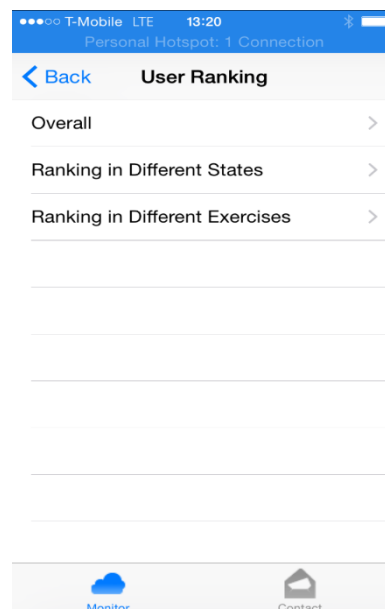 T-Mobile LTE 13:20
Personal Hotspot: 1 Connection
Back User Ranking
Overall
Ranking in Different States
Ranking in Different Exercises
Monitor Contact